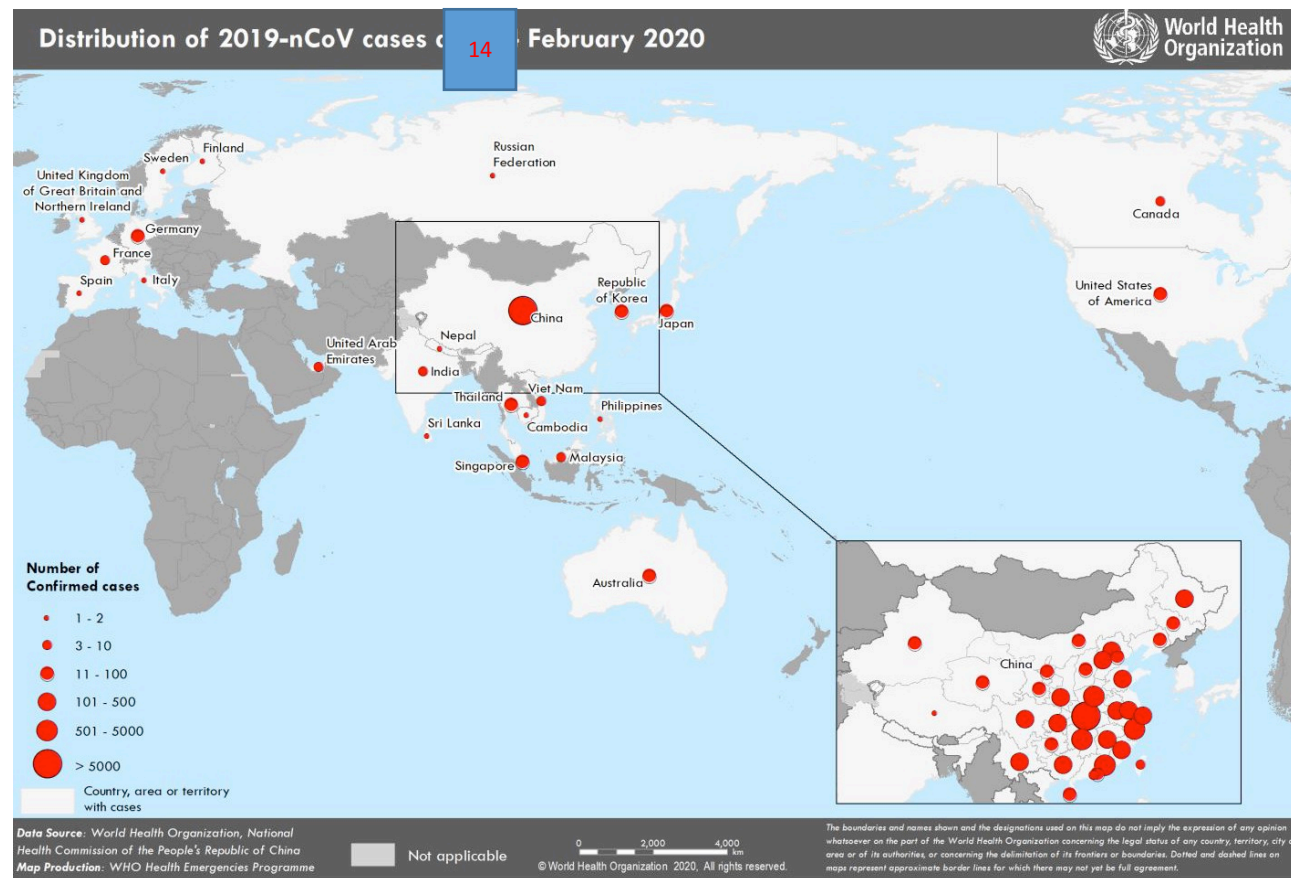 Distribution of 2019-nCoV cases
14
February 2020
World Health
Organization
Finland
Sweden
United Kingdom
of Great Britain and
Northern Ireland
Germany
France
Spain
Italy
Russian
Federation
Canada
United States
of America
Republic
of Korea
China
Japan
Nepal
United Arab
Emirates
India
Viet Nam
Thailand
Philippines
Sri Lanka
Cambodia
Singapore
Malaysia
Australia
China
Number of
Confirmed cases
1 - 2
3 - 10
11 - 100
101 - 500
501 - 5000
> 5000
Country, area or territory
with cases
Data Source: World Health Organization, National
Health Commission of the People's Republic of China
Map Production: WHO Health Emergencies Programme
Not applicable
0 2,000 4,000
km
©World Health Organization 2020, All rights reserved.
The boundaries and names shown and the designations used on this map do not imply the expression of any opinion
whatsoever on the part of the World Health Organization concerning the legal status of any country, territory, city o
area or of its authorities, or concerning the delimitation of its frontiers or boundaries. Dotted and dashed lines on
maps represent approximate border lines for which there may not yet be full agreement.